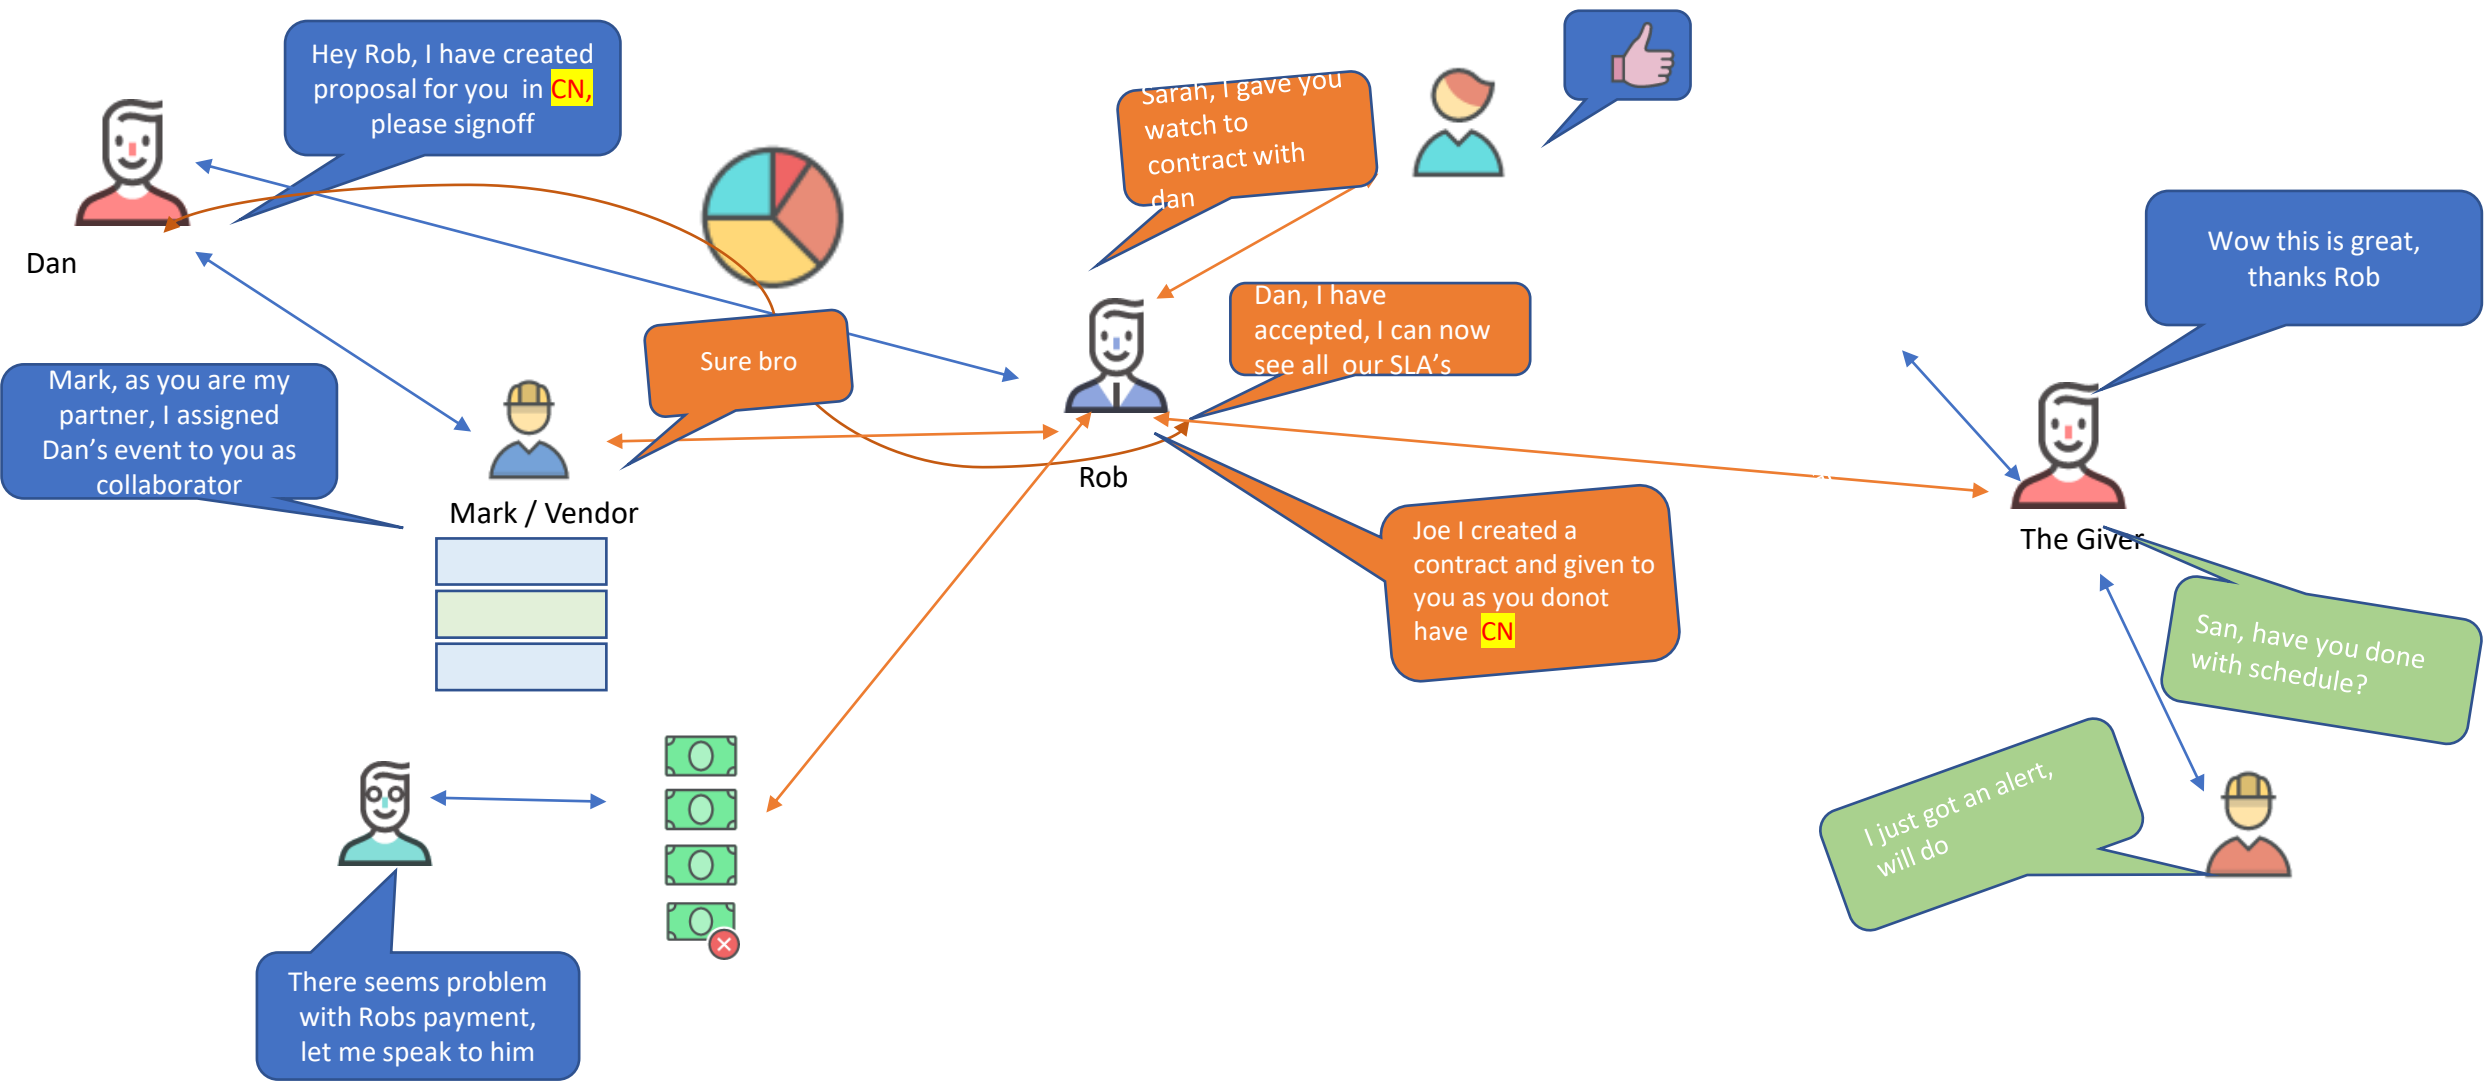 Hey Rob, I have created
proposal for you in CN,
please signoff
Sarah, I gave you
watch to
contract with
dan
Dan
Wow this is great,
thanks Rob
Dan, I have
accepted, I can now
see all our SLA's
Sure bro
Mark, as you are my
partner, I assigned
Dan's event to you as
collaborator
Rob
Mark / Vendor
Joe I created a
contract and given to
you as you donot
have CN
The Giver
San, have you done
with schedule?
I just got an alert,
will do
There seems problem
with Robs payment,
let me speak to him